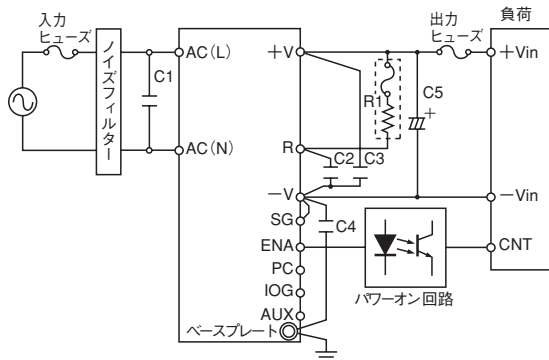 入力
ヒューズ
ノイズフィルター
C1
AC(L)
AC(N)
+V
R
−V
SG
ENA
PC
IOG
AUX
ベースプレート
R1
C2
C3
C4
C5
+
出力
ヒューズ
負荷
+Vin
−Vin
CNT
パワーオン回路